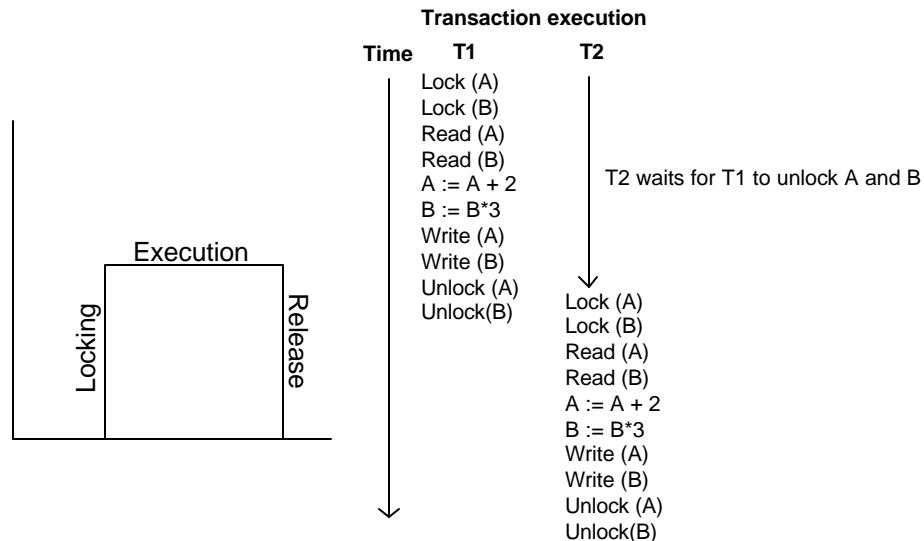 Transaction execution
Time T1 T2
Lock (A)
Lock (B)
Read (A)
Read (B)
A := A + 2
B := B*3
Write (A)
Write (B)
Unlock (A)
Unlock(B)
T2 waits for T1 to unlock A and B
Lock (A)
Lock (B)
Read (A)
Read (B)
A := A + 2
B := B*3
Write (A)
Write (B)
Unlock (A)
Unlock(B)
Execution
Locking
Release